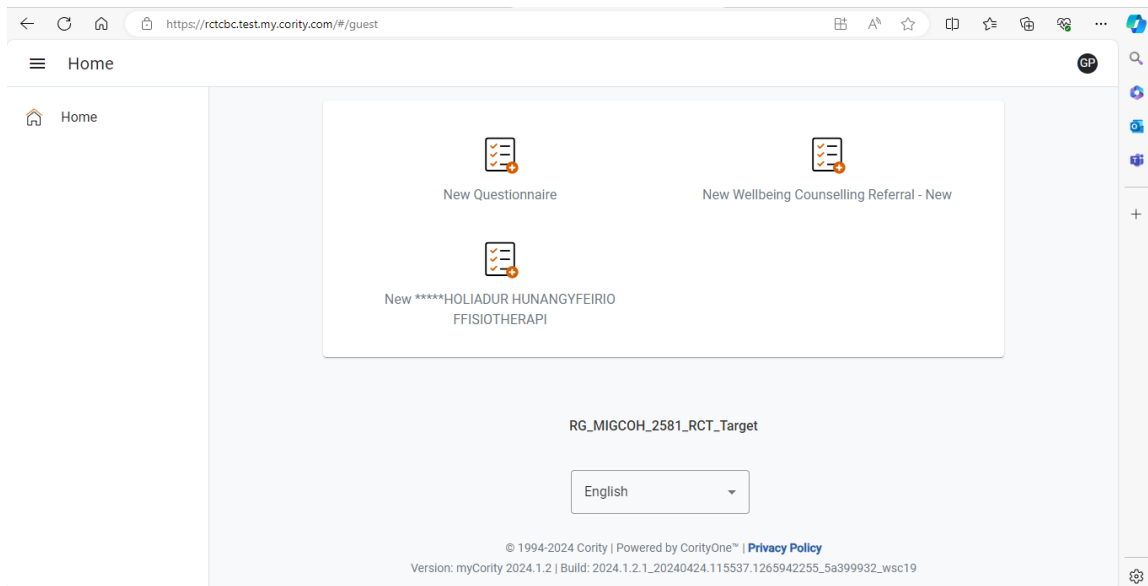 https://rctcbc.test.my.cority.com/#/guest
Home
GP
Home
New Questionnaire
New Wellbeing Counselling Referral - New
New *****HOLIADUR HUNANGYFEIRIO
FFISIOTHERAPI
RG_MIGCOH_2581_RCT_Target
English
© 1994-2024 Cority | Powered by CorityOne™ | Privacy Policy
Version: myCority 2024.1.2 | Build: 2024.1.2.1_20240424.115537.1265942255_5a399932_wsc19